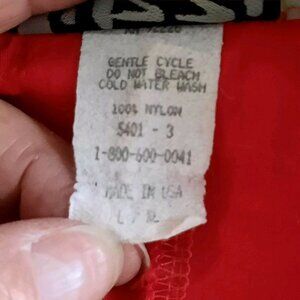 GENTLE CYCLE
DO NOT BLEACH
COLD WATER WASH
100% NYLON
5401 - 3
1-800-600-0041
MADE IN USA
L / XL